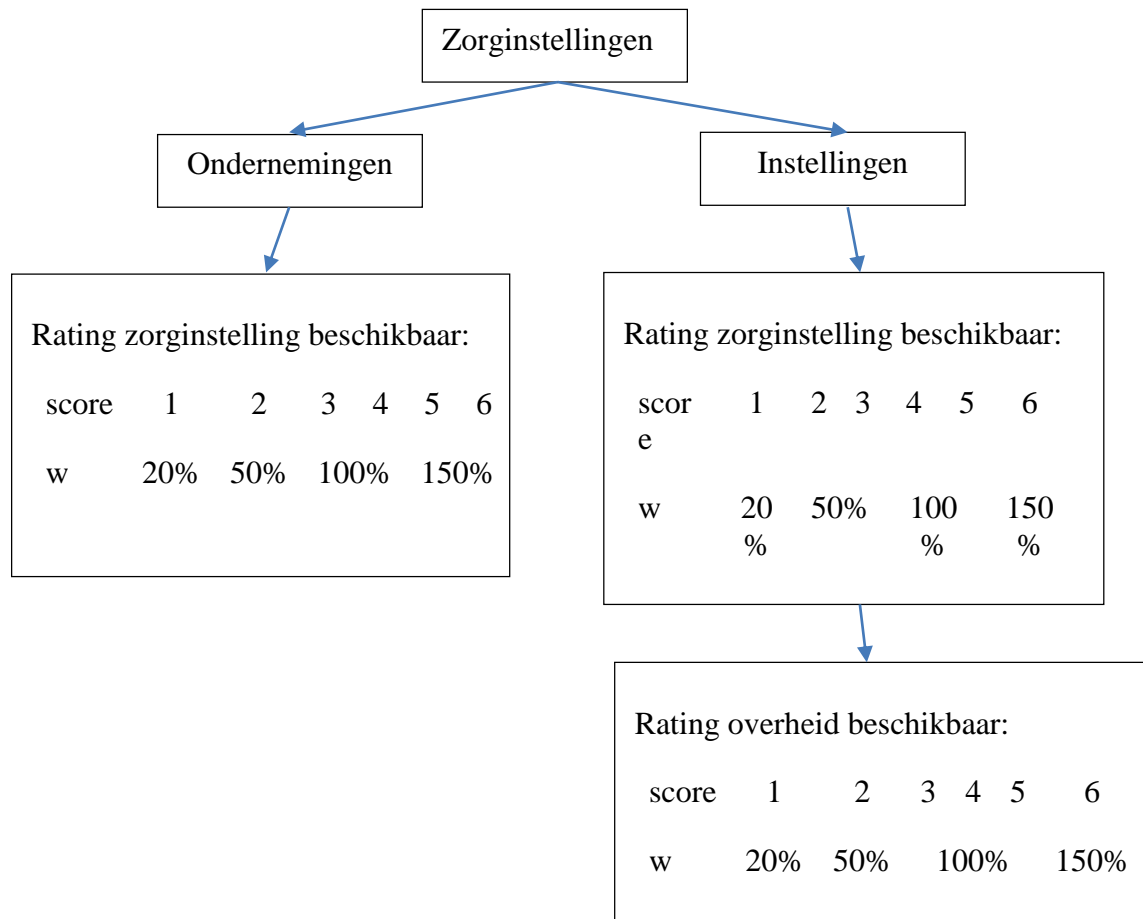 Zorginstellingen
Ondernemingen
Instellingen
Rating zorginstelling beschikbaar:
score 1 2 3 4 5 6
w 20% 50% 100% 150%
Rating zorginstelling beschikbaar:
scor 1 2 3 4 5 6
e
w 20 50% 100 150
% % %
Rating overheid beschikbaar:
score 1 2 3 4 5 6
w 20% 50% 100% 150%